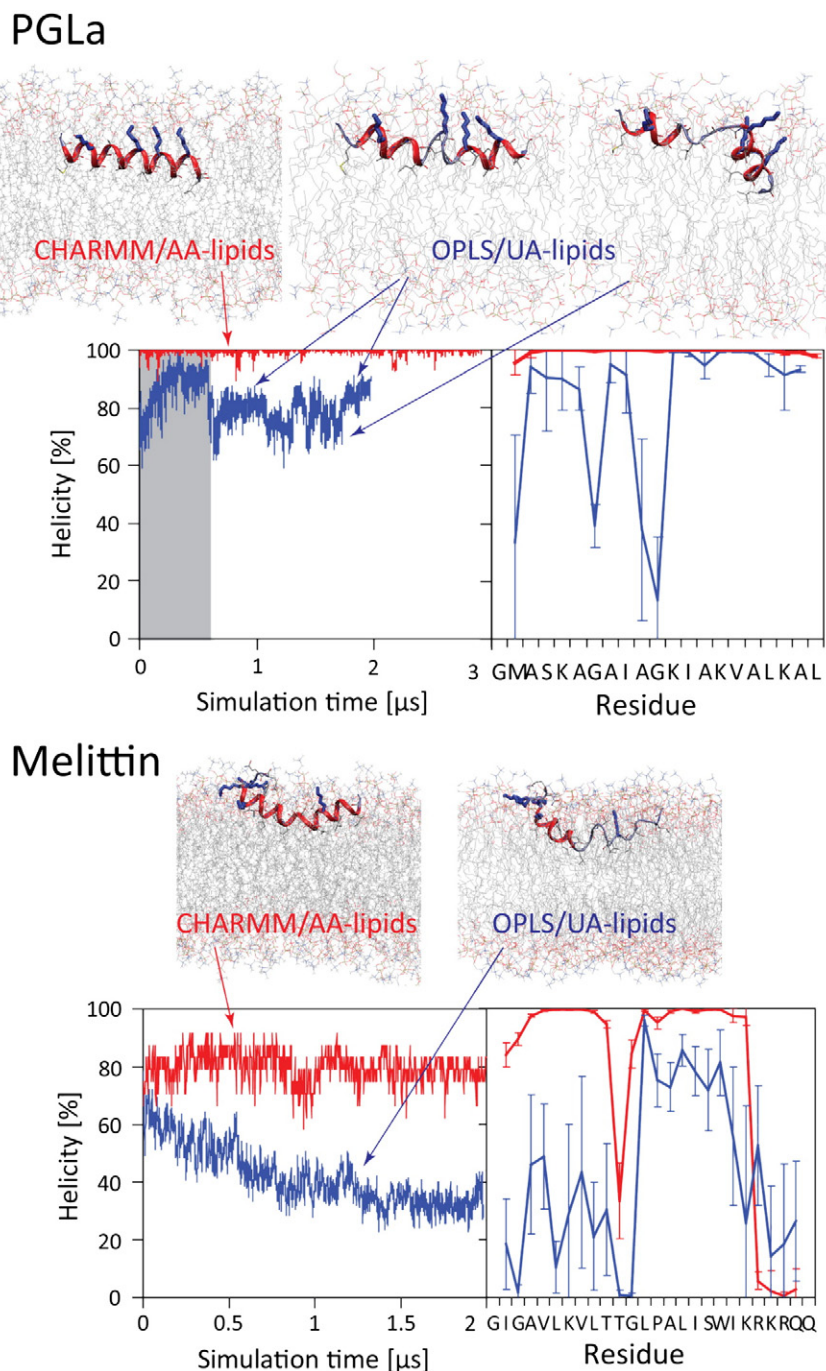 PGLa
CHARMM/AA-lipids
OPLS/UA-lipids
100
80
60
40
20
0
Helicity [%]
0
1
2
3
Simulation time [µs]
GMASKAGAIAGKIAKVALKAL
Residue
Melittin
CHARMM/AA-lipids
OPLS/UA-lipids
100
80
60
40
20
0
Helicity [%]
0
0.5
1
1.5
2
Simulation time [µs]
GIGAVLKVLTTGLPALISWIKRKRQQ
Residue